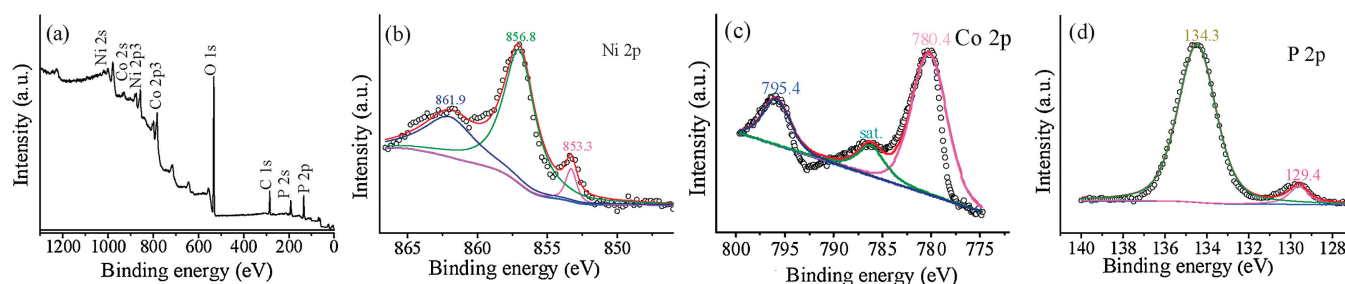 (a)
Ni 2s
Co 2s
Ni 2p3
Co 2p3
O 1s
C 1s
P 2s
P 2p
Intensity (a.u.)
1200 1000 800 600 400 200 0
Binding energy (eV)
(b)
856.8
Ni 2p
861.9
853.3
Intensity (a.u.)
865 860 855 850
Binding energy (eV)
(c)
780.4
Co 2p
795.4
sat.
Intensity (a.u.)
800 795 790 785 780 775
Binding energy (eV)
134.3
(d)
P 2p
129.4
Intensity (a.u.)
140 138 136 134 132 130 128
Binding energy (eV)